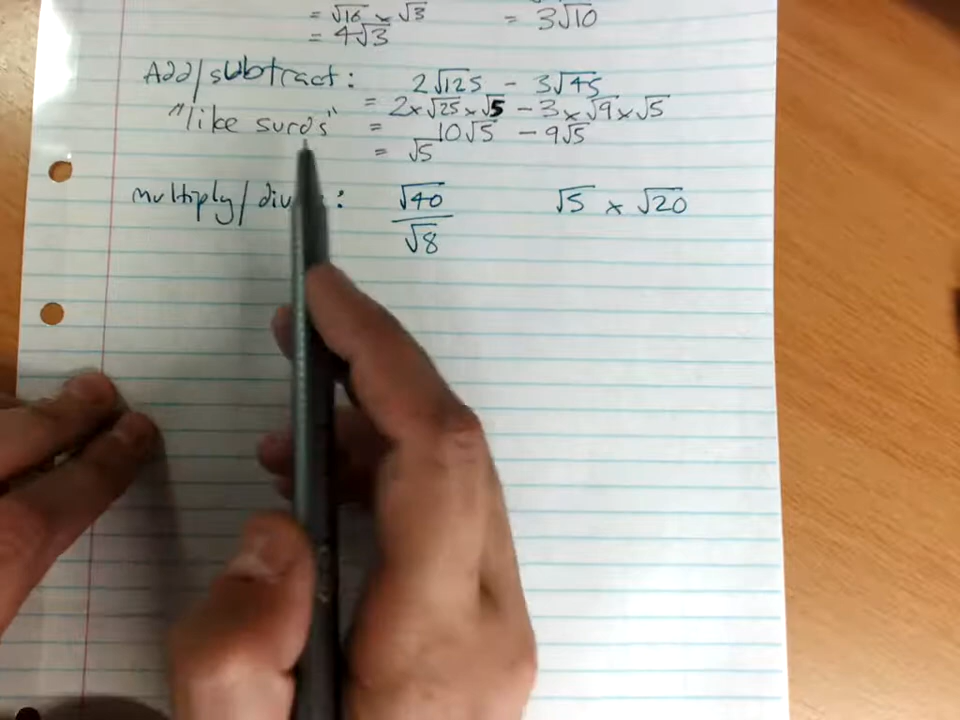 = √16 × √3 = 3√10
= 4√3
Add/subtract: 2√125 - 3√45
= 2×√25×√5 - 3×√9×√5
"like surds" = 10√5 - 9√5
= √5
multiply/div : √40 / √8 √5 × √20